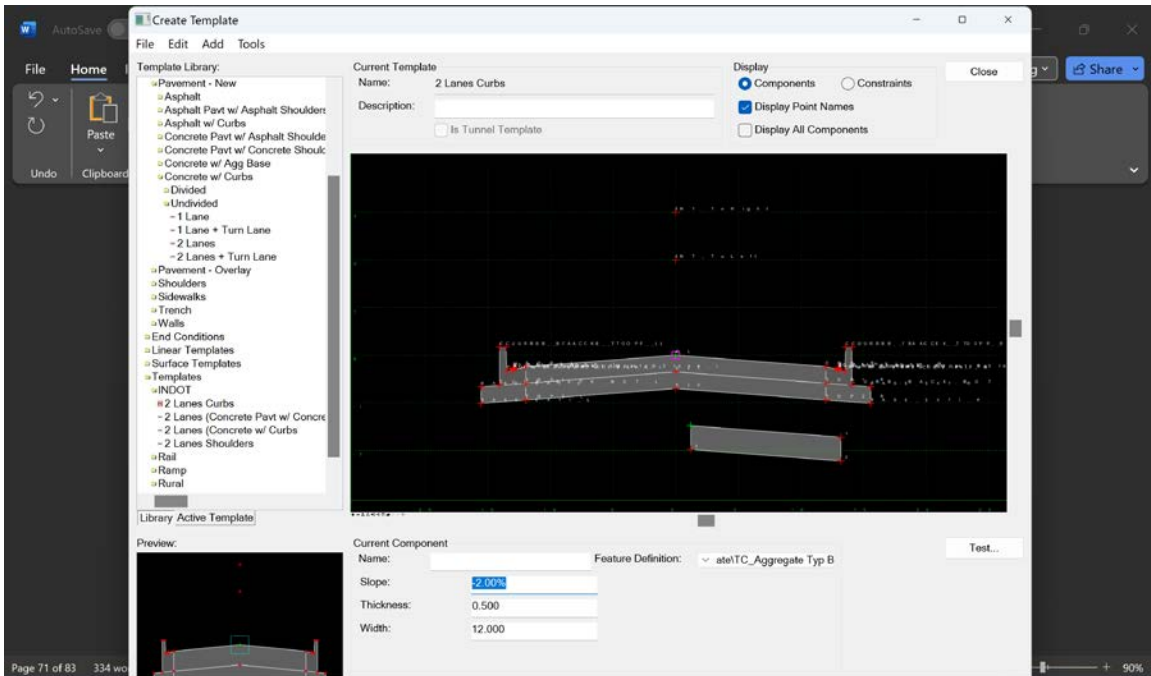 AutoSave
Create Template
File Edit Add Tools
File Home
Share
Undo
Paste
Clipboard
Template Library:
Pavement - New
Asphalt
Asphalt Pavt w/ Asphalt Shoulders
Asphalt w/ Curbs
Concrete Pavt w/ Asphalt Shoulde
Concrete Pavt w/ Concrete Should
Concrete w/ Agg Base
Concrete w/ Curbs
Divided
Undivided
1 Lane
1 Lane + Turn Lane
2 Lanes
2 Lanes + Turn Lane
Pavement - Overlay
Shoulders
Sidewalks
Trench
Walls
End Conditions
Linear Templates
Surface Templates
Templates
INDOT
2 Lanes Curbs
2 Lanes (Concrete Pavt w/ Concre
2 Lanes (Concrete w/ Curbs
2 Lanes Shoulders
Rail
Ramp
Rural
Library Active Template
Preview:
Current Template
Name: 2 Lanes Curbs
Description:
Is Tunnel Template
Display
Components Constraints
Display Point Names
Display All Components
Close
Current Component
Name:
Feature Definition: ate\TC_Aggregate Typ B
Slope: -2.00%
Thickness: 0.500
Width: 12.000
Test...
Page 71 of 83 334 wo
90%